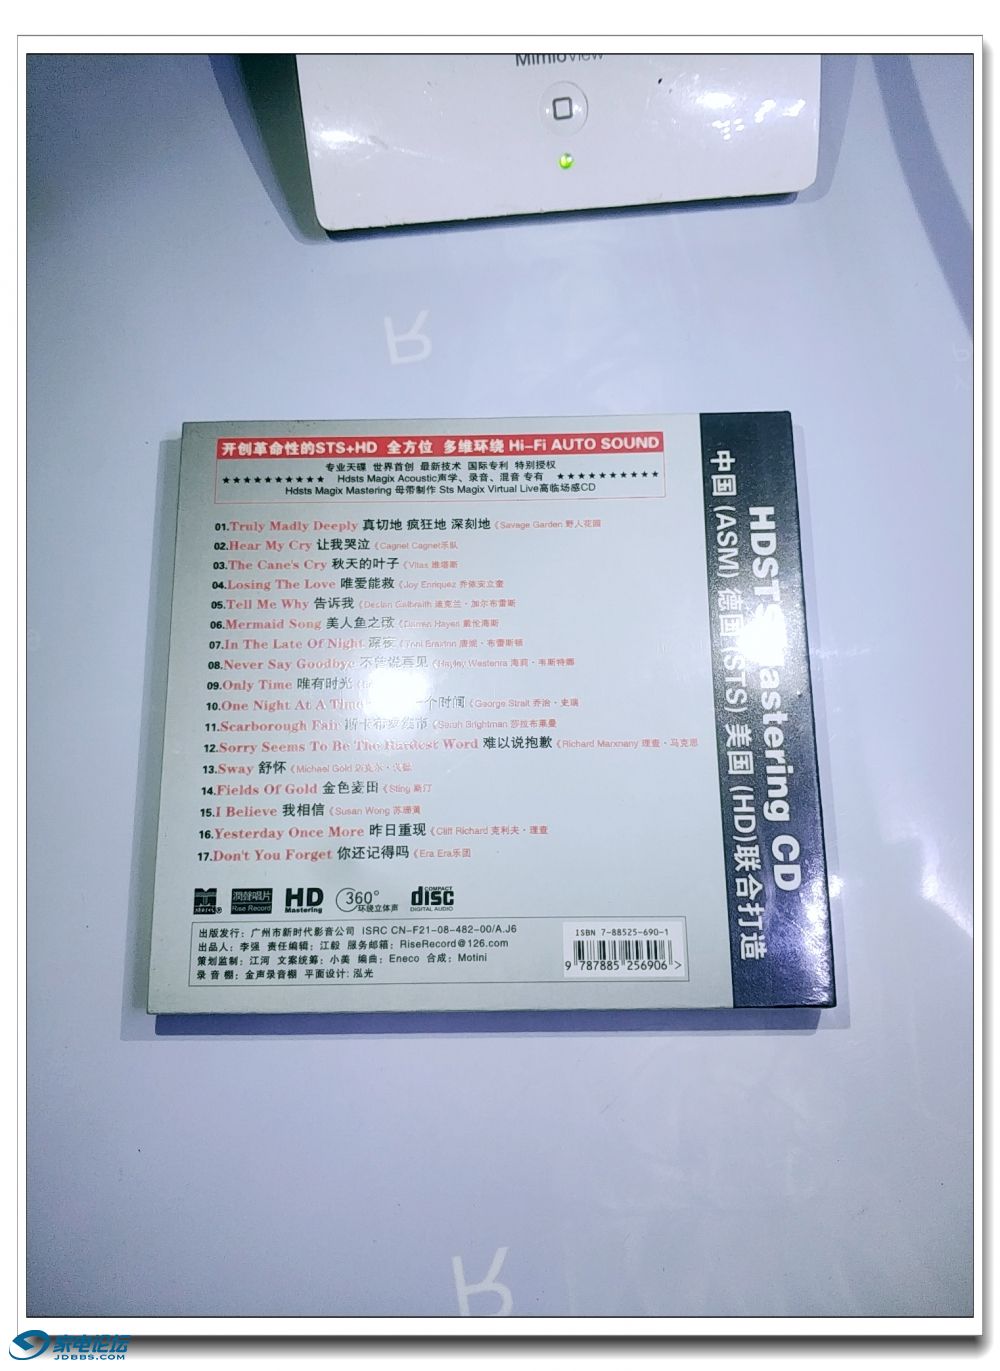 MimioView
开创革命性的STS+HD 全方位 多维环绕 Hi-Fi AUTO SOUND
专业天碟 世界首创 最新技术 国际专利 特别授权
★★★★★★★★★★ Hdsts Magix Acoustic声学、录音、混音 专有 ★★★★★★★★★★
Hdsts Magix Mastering 母带制作 Sts Magix Virtual Live高临场感CD
01.Truly Madly Deeply 真切地 疯狂地 深刻地《Savage Garden 野人花园
02.Hear My Cry 让我哭泣《Cagnet Cagnet乐队
03.The Cane's Cry 秋天的叶子《Vitas 维塔斯
04.Losing The Love 唯爱能救《Joy Enriquez 乔依安立奎
05.Tell Me Why 告诉我《Declan Galbraith 迪克兰·加尔布雷斯
06.Mermaid Song 美人鱼之歌《Darren Hayes 戴伦海斯
07.In The Late Of Night 深夜《Toni Braxton 唐妮·布雷斯顿
08.Never Say Goodbye 不曾说再见《Hayley Westenra 海莉·韦斯特娜
09.Only Time 唯有时光
10.One Night At A Time 一个时间《George Strait 乔治·史瑞
11.Scarborough Fair 斯卡布罗集市《Sarah Brightman 莎拉布莱曼
12.Sorry Seems To Be The Hardest Word 难以说抱歉《Richard Marxnany 理查·马克思
13.Sway 舒怀《Michael Gold
14.Fields Of Gold 金色麦田《Sting 斯汀
15.I Believe 我相信《Susan Wong 苏珊黄
16.Yesterday Once More 昨日重现《Cliff Richard 克利夫·理查
17.Don't You Forget 你还记得吗《Era Era乐团
潤聲唱片
Rise Record
HD
Mastering
360°
环绕立体声
COMPACT
disc
DIGITAL AUDIO
出版发行：广州市新时代影音公司 ISRC CN-F21-08-482-00/A.J6
出品人：李强 责任编辑：江毅 服务邮箱：RiseRecord@126.com
策划监制：江河 文案统筹：小美 编曲：Eneco 合成：Motini
录音棚：金声录音棚 平面设计：泓光
ISBN 7-88525-690-1
9 787885 256906 >
HDSTS Mastering CD
中国 (ASM) 德国 (STS) 美国 (HD)联合打造
R
R
家电论坛
JDBBS.COM